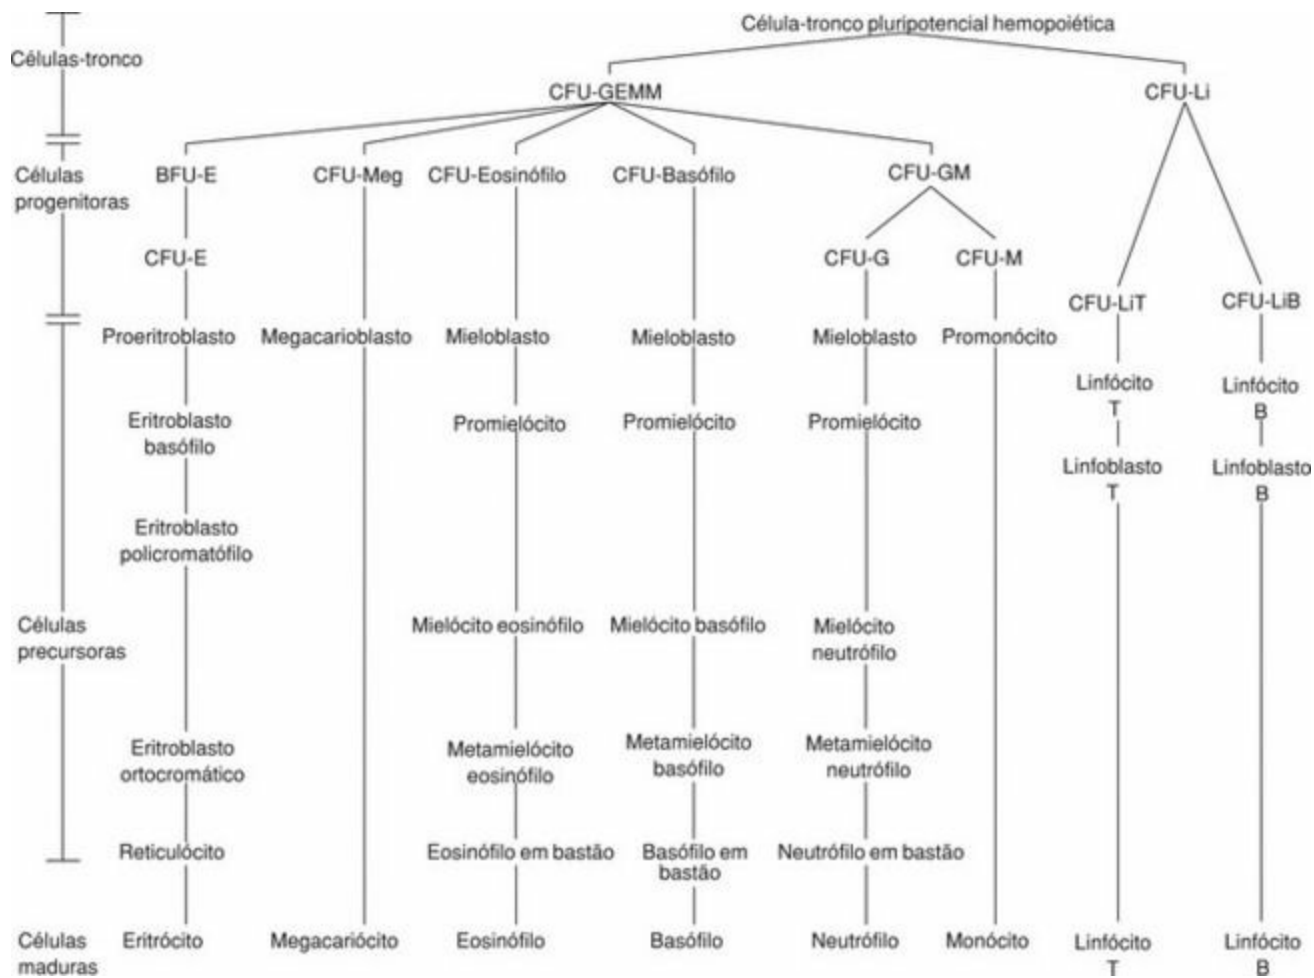 Célula-tronco pluripotencial hemopoiética
Células-tronco
CFU-GEMM
CFU-Li
Células
progenitoras
BFU-E
CFU-Meg
CFU-Eosinófilo
CFU-Basófilo
CFU-GM
CFU-E
CFU-G
CFU-M
CFU-LiT
CFU-LiB
Proeritroblasto
Megacarioblasto
Mieloblasto
Mieloblasto
Mieloblasto
Promonócito
Linfócito
T
Linfócito
B
Eritroblasto
basófilo
Promielócito
Promielócito
Promielócito
Linfoblasto
T
Linfoblasto
B
Eritroblasto
policromatófilo
Células
precursoras
Mielócito eosinófilo
Mielócito basófilo
Mielócito
neutrófilo
Eritroblasto
ortocromático
Metamielócito
eosinófilo
Metamielócito
basófilo
Metamielócito
neutrófilo
Reticulócito
Eosinófilo em bastão
Basófilo em
bastão
Neutrófilo em bastão
Células
maduras
Eritrócito
Megacariócito
Eosinófilo
Basófilo
Neutrófilo
Monócito
Linfócito
T
Linfócito
B